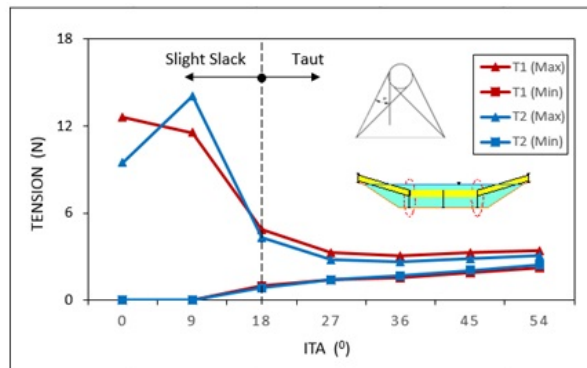 18
12
6
0
TENSION (N)
Slight Slack
Taut
T1 (Max)
T1 (Min)
T2 (Max)
T2 (Min)
0 9 18 27 36 45 54
ITA (⁰)